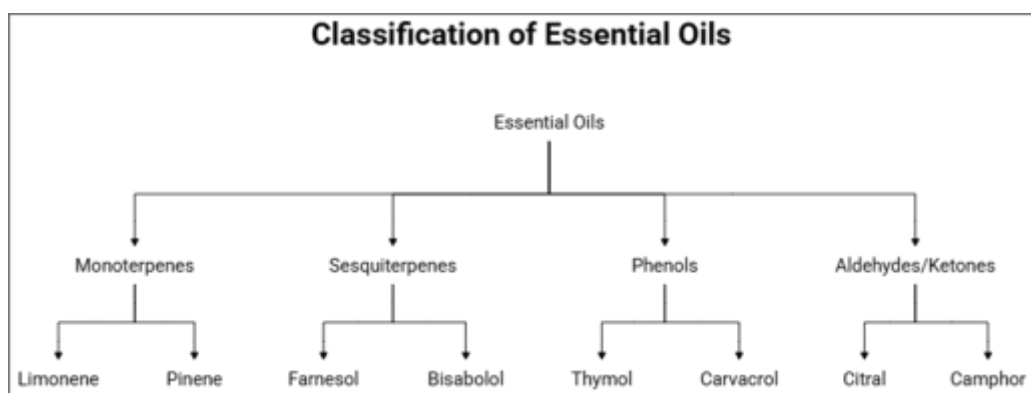 Classification of Essential Oils
Essential Oils
Monoterpenes Sesquiterpenes Phenols Aldehydes/Ketones
Limonene Pinene Farnesol Bisabolol Thymol Carvacrol Citral Camphor